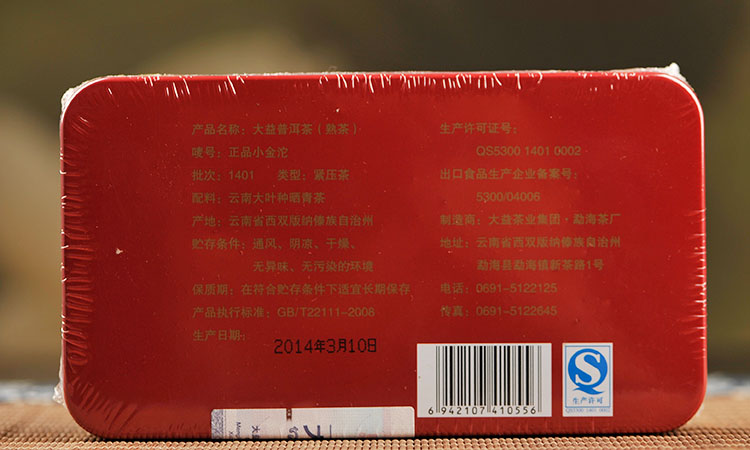 产品名称：大益普洱茶（熟茶）
唛号：正品小金沱
批次：1401 类型：紧压茶
配料：云南大叶种晒青茶
产地：云南省西双版纳傣族自治州
贮存条件：通风、阴凉、干燥、
无异味、无污染的环境
保质期：在符合贮存条件下适宜长期保存
产品执行标准：GB/T22111-2008
生产日期：
2014年3月10日
生产许可证号：
QS5300 1401 0002
出口食品生产企业备案号：
5300/04006
制造商：大益茶业集团·勐海茶厂
地址：云南省西双版纳傣族自治州
勐海县勐海镇新茶路1号
电话：0691-5122125
传真：0691-5122645
6942107410556
QS
生产许可
QS5300 1401 0002